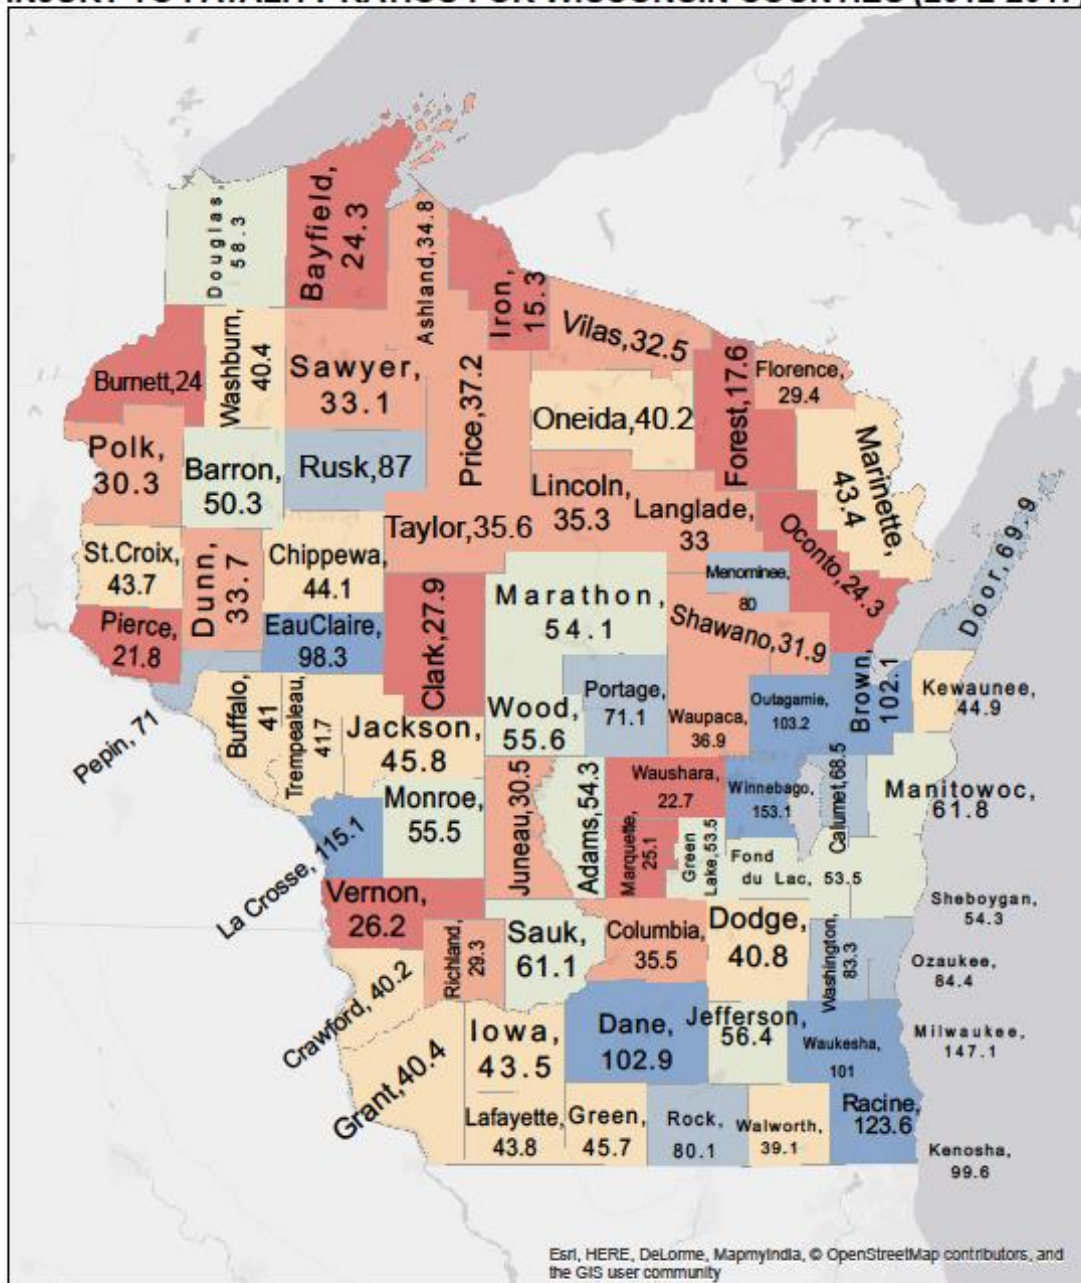 INJURY TO FATALITY RATIOS FOR WISCONSIN COUNTIES (2012-2017)
Douglas,
58.3
Bayfield,
24.3
Ashland,34.8
Iron,
15.3
Vilas,32.5
Burnett,24
Washburn,
40.4
Sawyer,
33.1
Price,37.2
Oneida,40.2
Forest,17.6
Florence,
29.4
Marinette,
43.4
Polk,
30.3
Barron,
50.3
Rusk,87
Taylor,35.6
Lincoln,
35.3
Langlade,
33
Oconto,24.3
Door,69.9
St.Croix,
43.7
Dunn,
33.7
Chippewa,
44.1
Clark,27.9
Marathon,
54.1
Menominee,
80
Shawano,31.9
Pierce,
21.8
EauClaire,
98.3
Pepin, 71
Buffalo,
41
Trempealeau,
41.7
Jackson,
45.8
Wood,
55.6
Portage,
71.1
Waupaca,
36.9
Outagamie,
103.2
Brown,
102.1
Kewaunee,
44.9
La Crosse, 115.1
Monroe,
55.5
Juneau,30.5
Adams,54.3
Waushara,
22.7
Winnebago,
153.1
Calumet,68.5
Manitowoc,
61.8
Marquette,
25.1
Green
Lake,53.5
Fond
du Lac, 53.5
Sheboygan,
54.3
Vernon,
26.2
Richland,
29.3
Sauk,
61.1
Columbia,
35.5
Dodge,
40.8
Washington,
83.3
Ozaukee,
84.4
Crawford, 40.2
Grant,40.4
Iowa,
43.5
Dane,
102.9
Jefferson,
56.4
Waukesha,
101
Milwaukee,
147.1
Lafayette,
43.8
Green,
45.7
Rock,
80.1
Walworth,
39.1
Racine,
123.6
Kenosha,
99.6
Esri, HERE, DeLorme, MapmyIndia, © OpenStreetMap contributors, and
the GIS user community